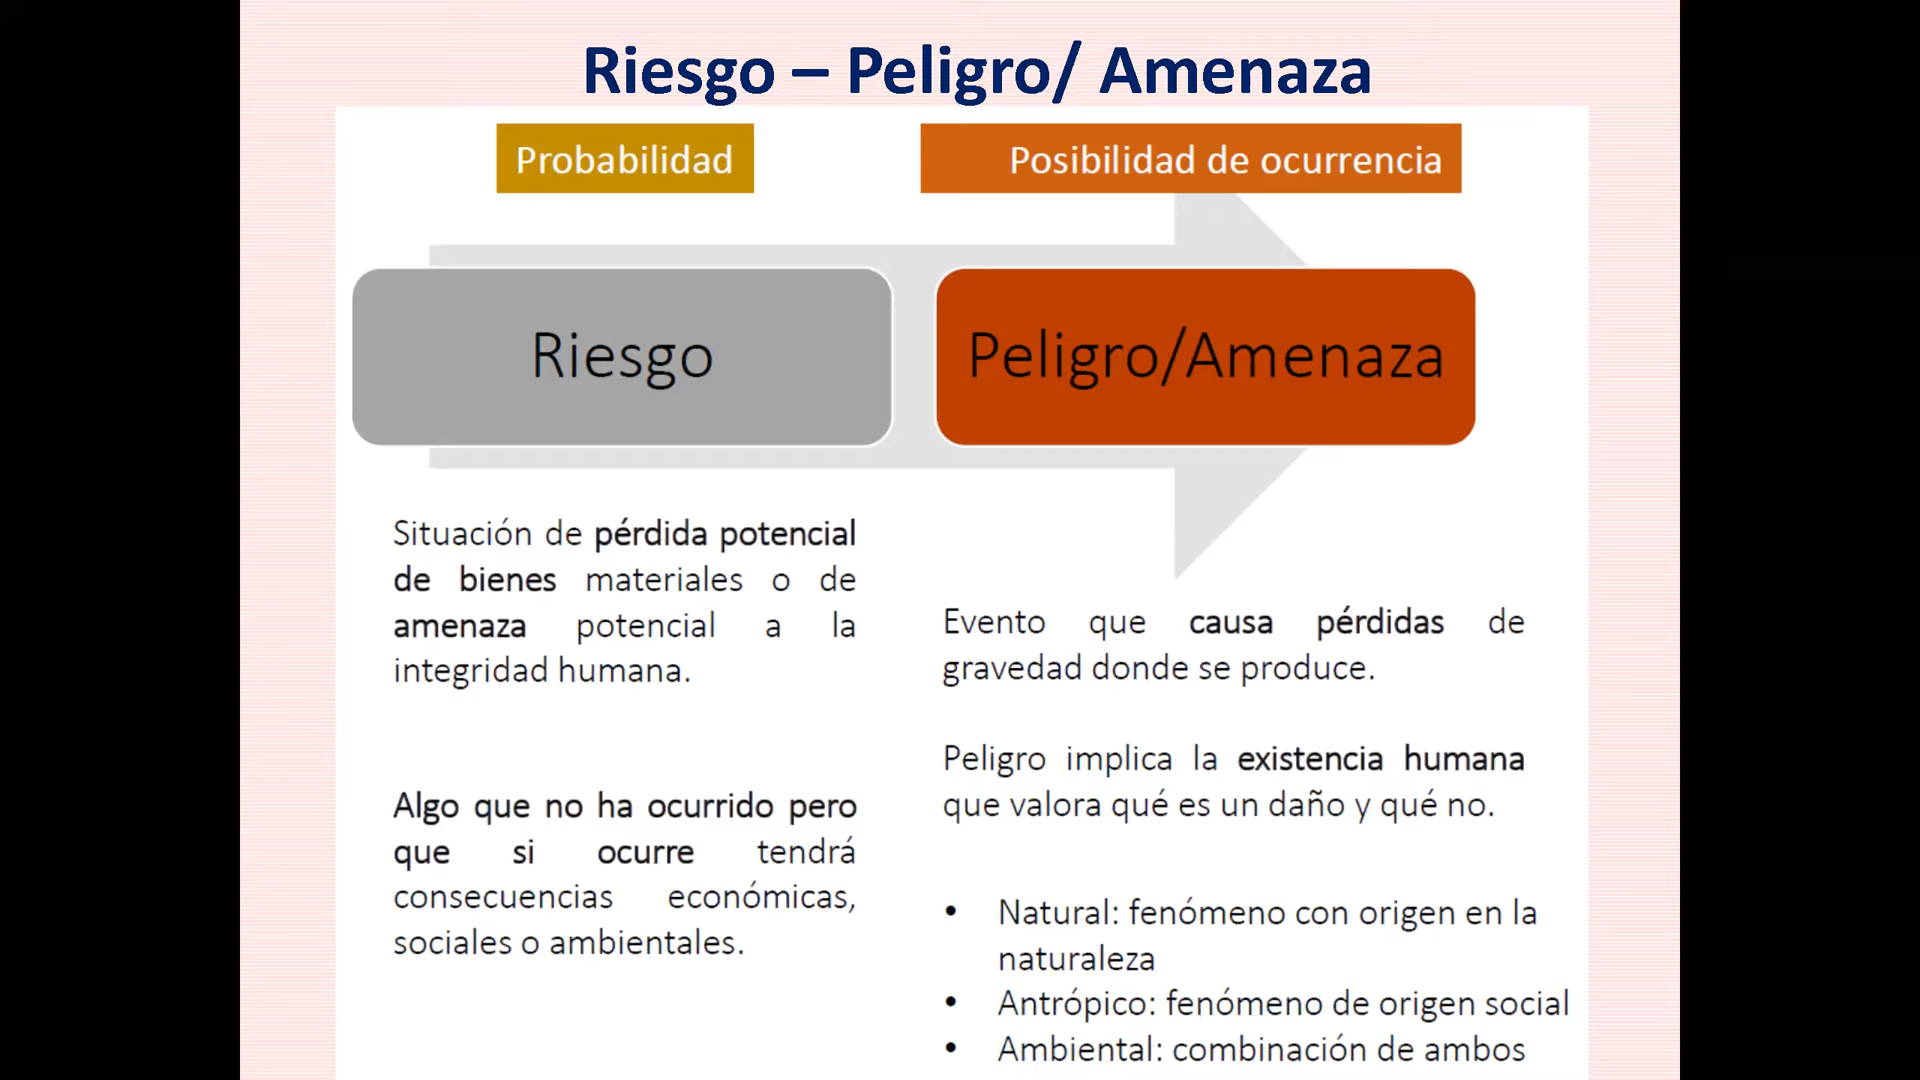 Riesgo – Peligro/ Amenaza
Probabilidad
Posibilidad de ocurrencia
Riesgo
Peligro/Amenaza
Situación de pérdida potencial
de bienes materiales o de
amenaza potencial a la
integridad humana.
Algo que no ha ocurrido pero
que si ocurre tendrá
consecuencias económicas,
sociales o ambientales.
Evento que causa pérdidas de
gravedad donde se produce.
Peligro implica la existencia humana
que valora qué es un daño y qué no.
• Natural: fenómeno con origen en la
naturaleza
• Antrópico: fenómeno de origen social
• Ambiental: combinación de ambos